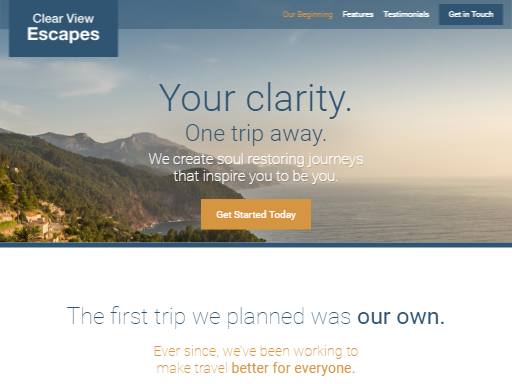 Clear View
Escapes
Our Beginning
Features
Testimonials
Get in Touch
Your clarity.
One trip away.
We create soul restoring journeys
that inspire you to be you.
Get Started Today
The first trip we planned was our own.
Ever since, we've been working to
make travel better for everyone.